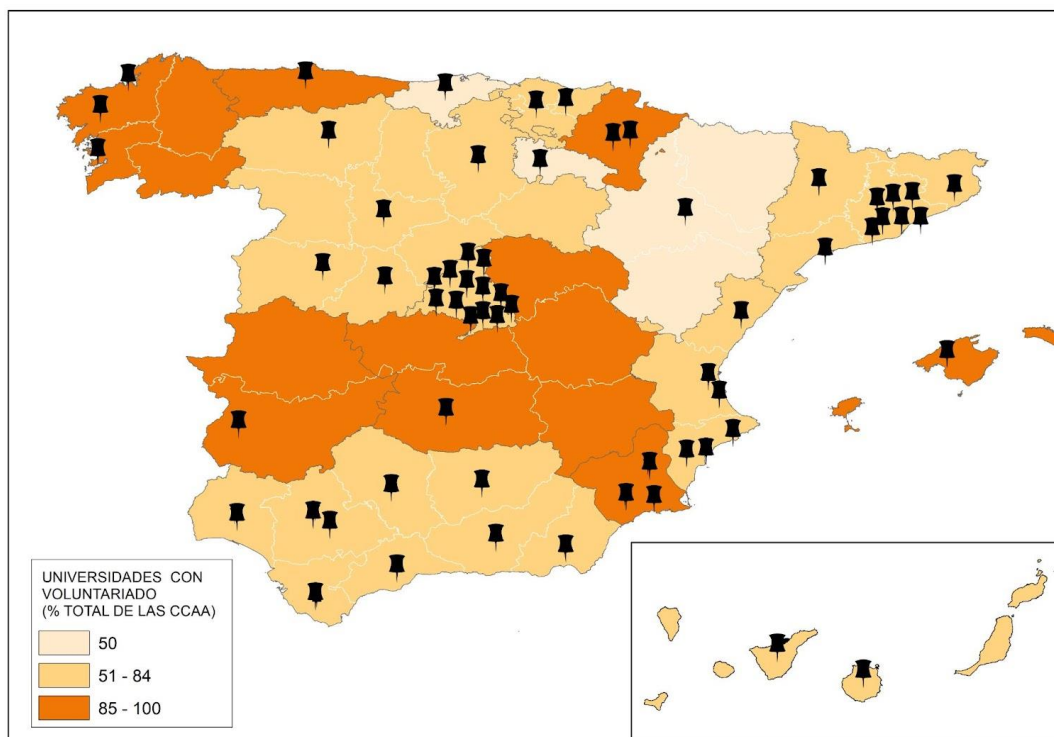 UNIVERSIDADES CON
VOLUNTARIADO
(% TOTAL DE LAS CCAA)
50
51 - 84
85 - 100